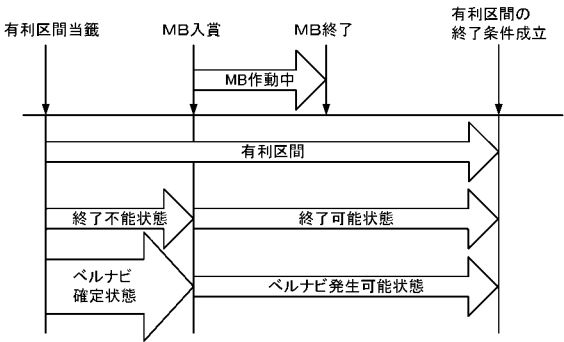 有利区間当籤
MB入賞
MB終了
有利区間の
終了条件成立
MB作動中
有利区間
終了不能状態
終了可能状態
ベルナビ
確定状態
ベルナビ発生可能状態